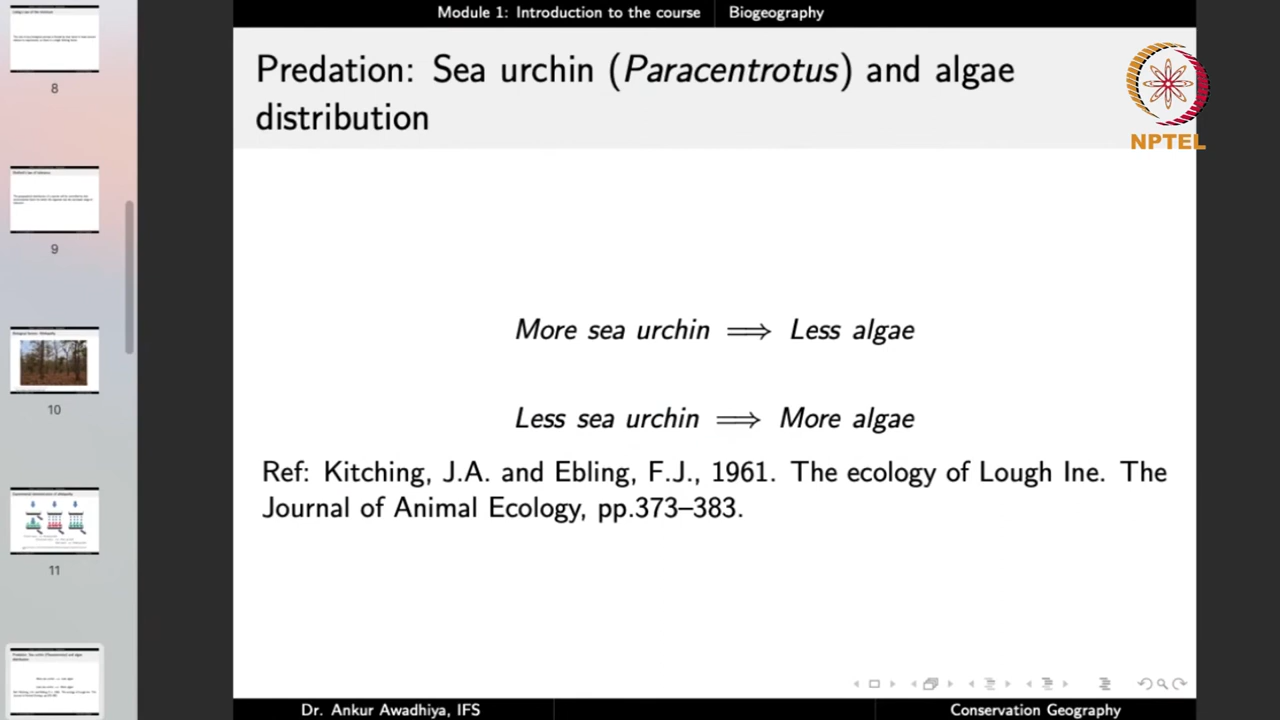 Module 1: Introduction to the course
Biogeography
Predation: Sea urchin (Paracentrotus) and algae
distribution
NPTEL
More sea urchin ⟹ Less algae
Less sea urchin ⟹ More algae
Ref: Kitching, J.A. and Ebling, F.J., 1961. The ecology of Lough Ine. The
Journal of Animal Ecology, pp.373–383.
8
9
10
11
Dr. Ankur Awadhiya, IFS
Conservation Geography